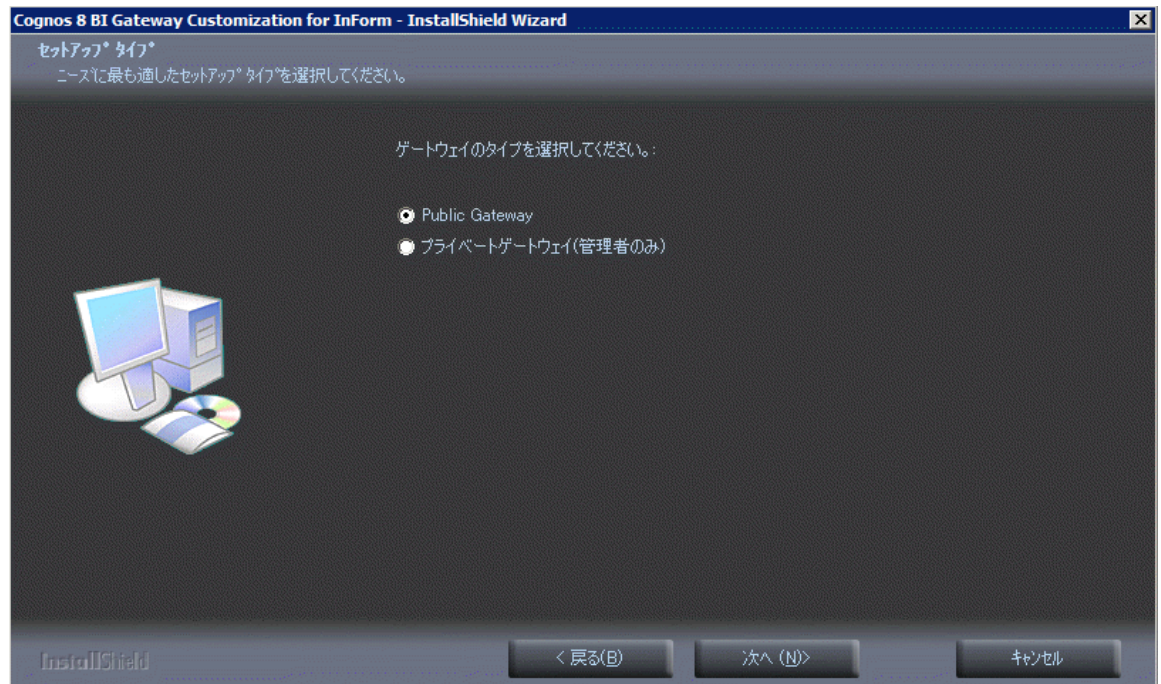 Cognos 8 BI Gateway Customization for InForm - InstallShield Wizard
セットアップ タイプ
ニーズに最も適したセットアップ タイプを選択してください。
ゲートウェイのタイプを選択してください。:
Public Gateway
プライベートゲートウェイ(管理者のみ)
InstallShield
< 戻る(B)
次へ (N)>
キャンセル